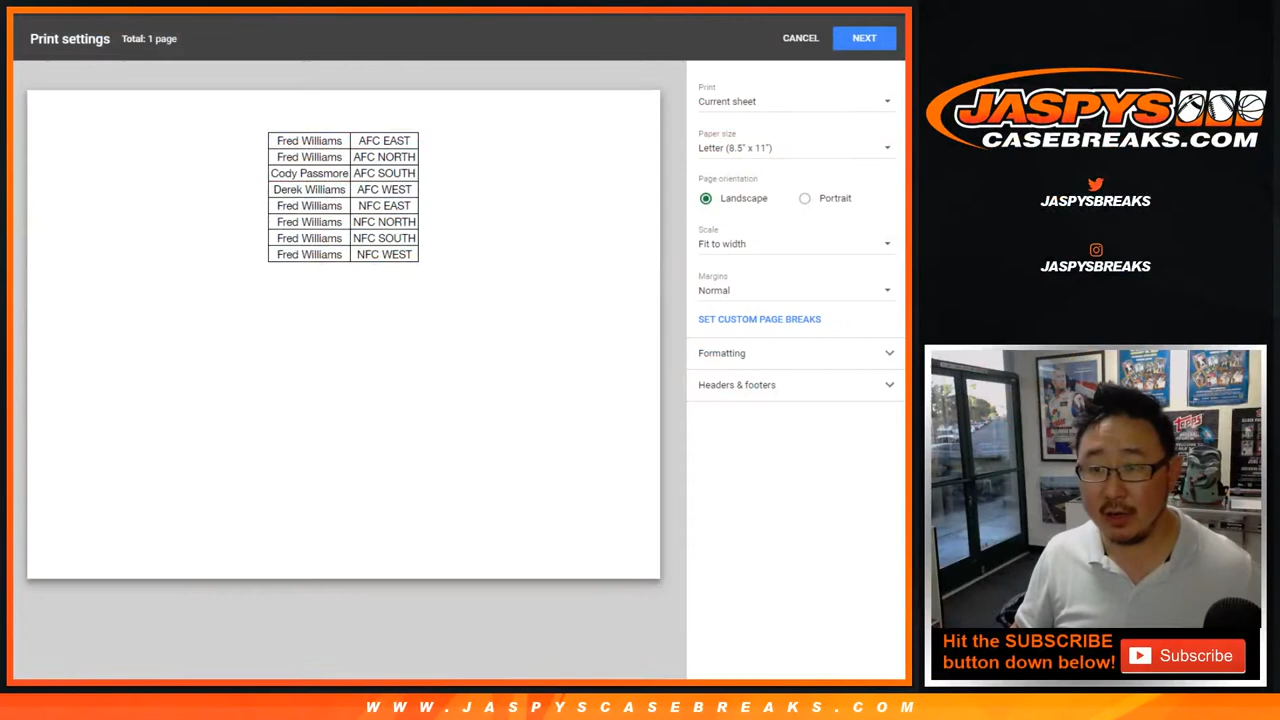 Print settings Total: 1 page CANCEL NEXT
Fred Williams AFC EAST
Fred Williams AFC NORTH
Cody Passmore AFC SOUTH
Derek Williams AFC WEST
Fred Williams NFC EAST
Fred Williams NFC NORTH
Fred Williams NFC SOUTH
Fred Williams NFC WEST
Print
Current sheet
Paper size
Letter (8.5" x 11")
Page orientation
Landscape Portrait
Scale
Fit to width
Margins
Normal
SET CUSTOM PAGE BREAKS
Formatting
Headers & footers
JASPYS
CASEBREAKS.COM
JASPYSBREAKS
JASPYSBREAKS
Topps
Hit the SUBSCRIBE
button down below!
Subscribe
WWW.JASPYSCASEBREAKS.COM